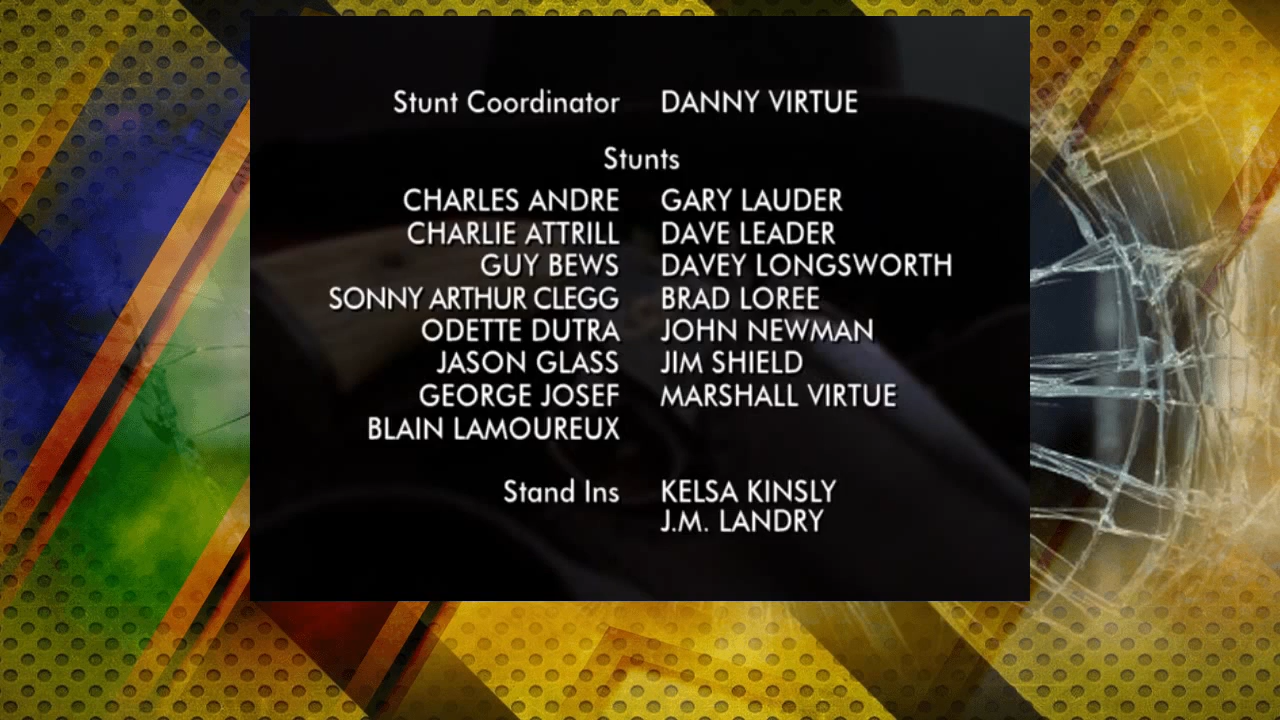 Stunt Coordinator DANNY VIRTUE
Stunts
CHARLES ANDRE GARY LAUDER
CHARLIE ATTRILL DAVE LEADER
GUY BEWS DAVEY LONGSWORTH
SONNY ARTHUR CLEGG BRAD LOREE
ODETTE DUTRA JOHN NEWMAN
JASON GLASS JIM SHIELD
GEORGE JOSEF MARSHALL VIRTUE
BLAIN LAMOUREUX
Stand Ins KELSA KINSLY
J.M. LANDRY